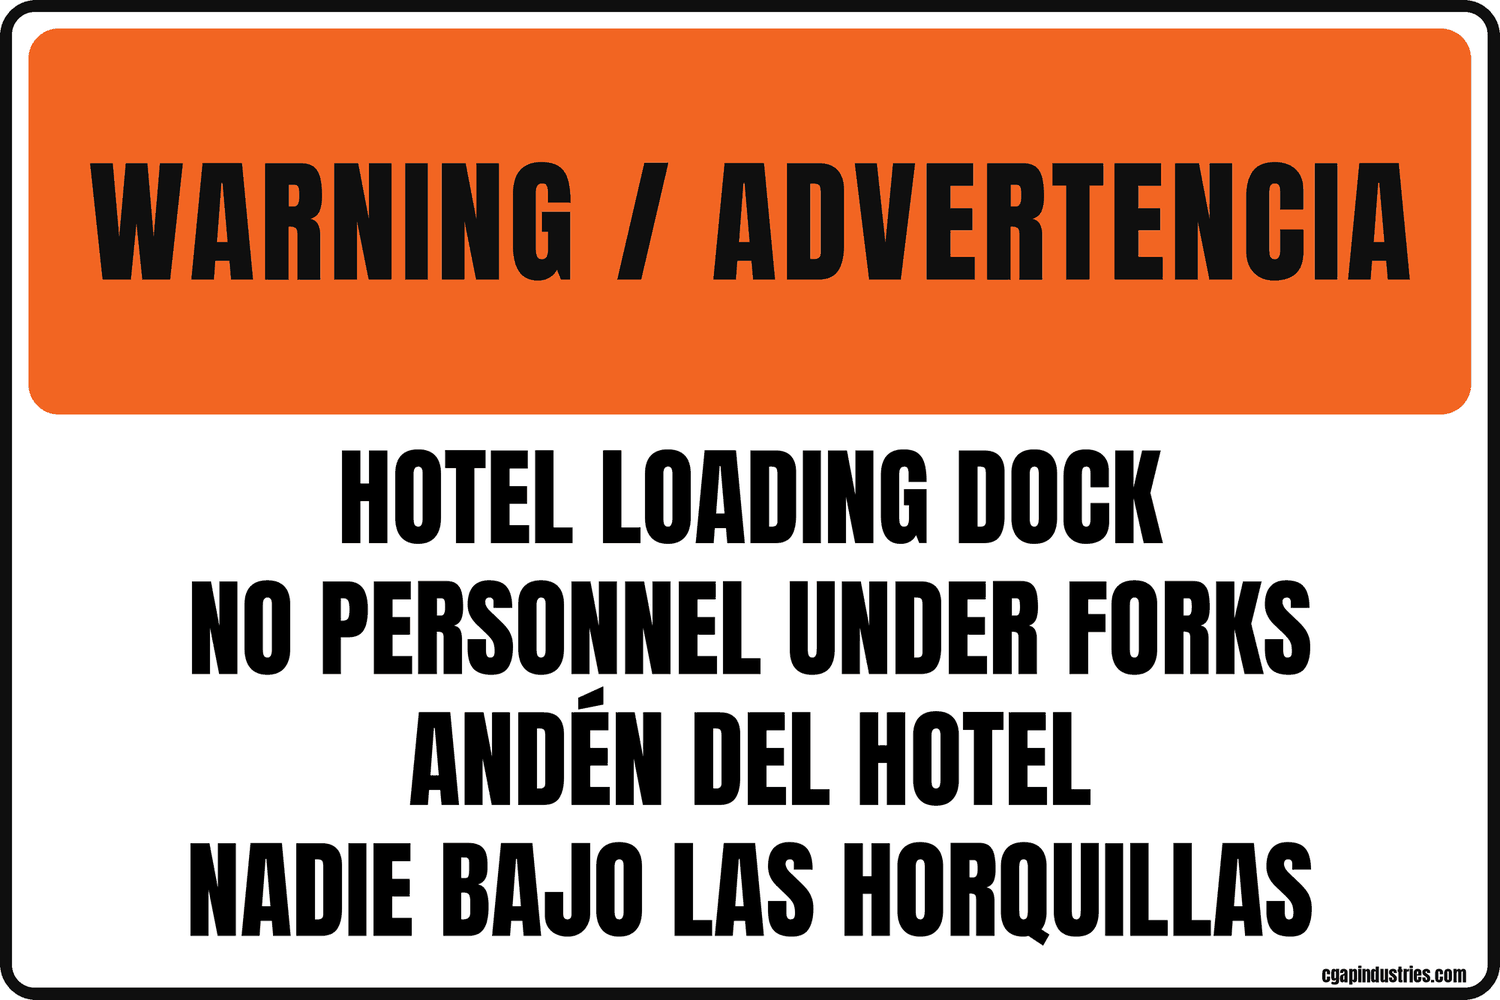 WARNING / ADVERTENCIA
HOTEL LOADING DOCK
NO PERSONNEL UNDER FORKS
ANDÉN DEL HOTEL
NADIE BAJO LAS HORQUILLAS
cgapindustries.com